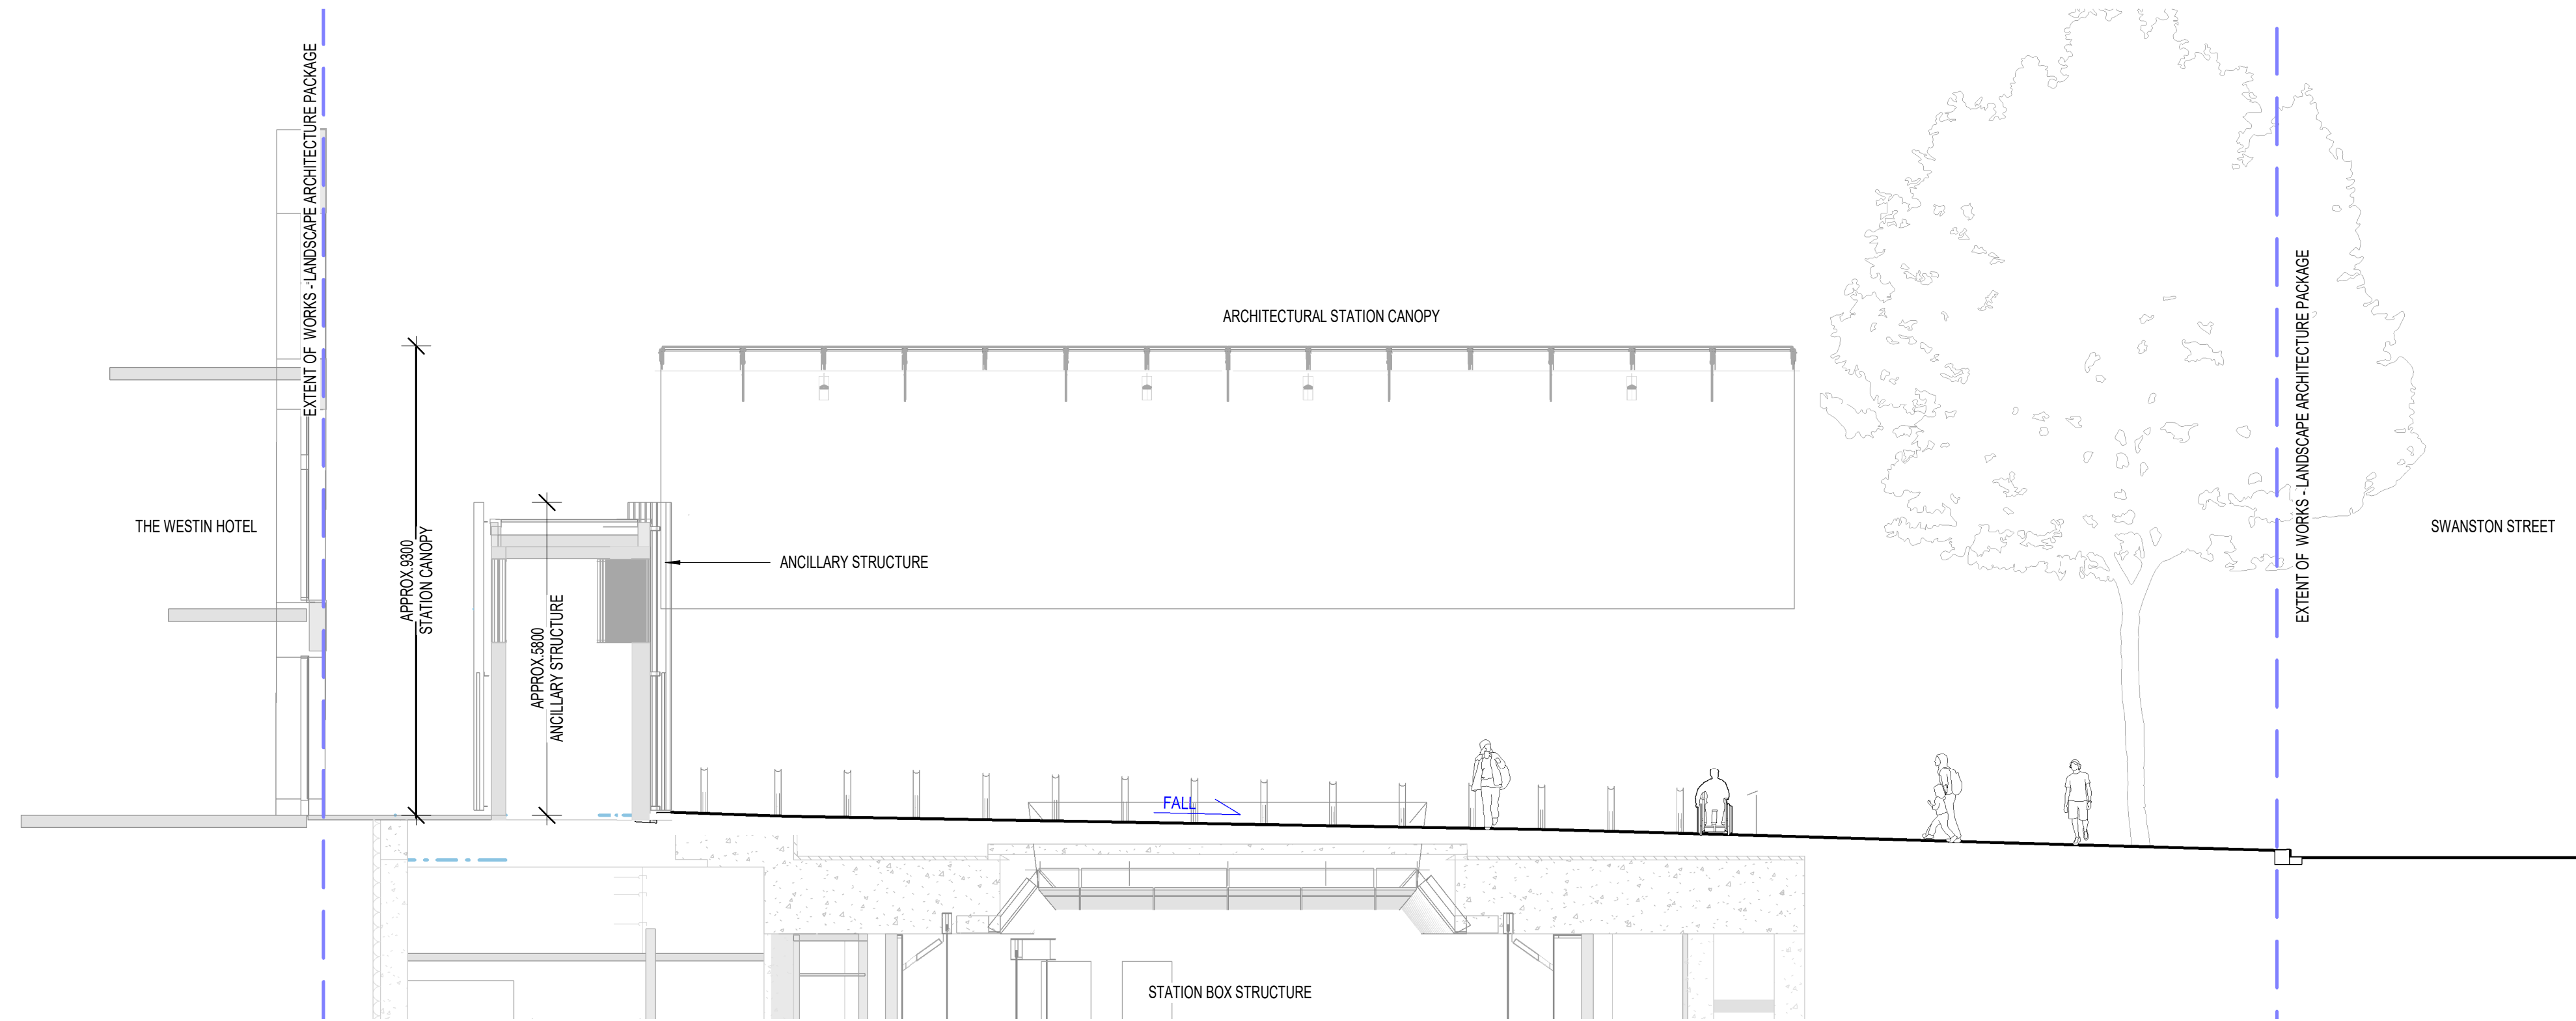 EXTENT OF WORKS - LANDSCAPE ARCHITECTURE PACKAGE
ARCHITECTURAL STATION CANOPY
EXTENT OF WORKS - LANDSCAPE ARCHITECTURE PACKAGE
THE WESTIN HOTEL
APPROX.9300
STATION CANOPY
ANCILLARY STRUCTURE
APPROX.5800
ANCILLARY STRUCTURE
SWANSTON STREET
FALL
STATION BOX STRUCTURE